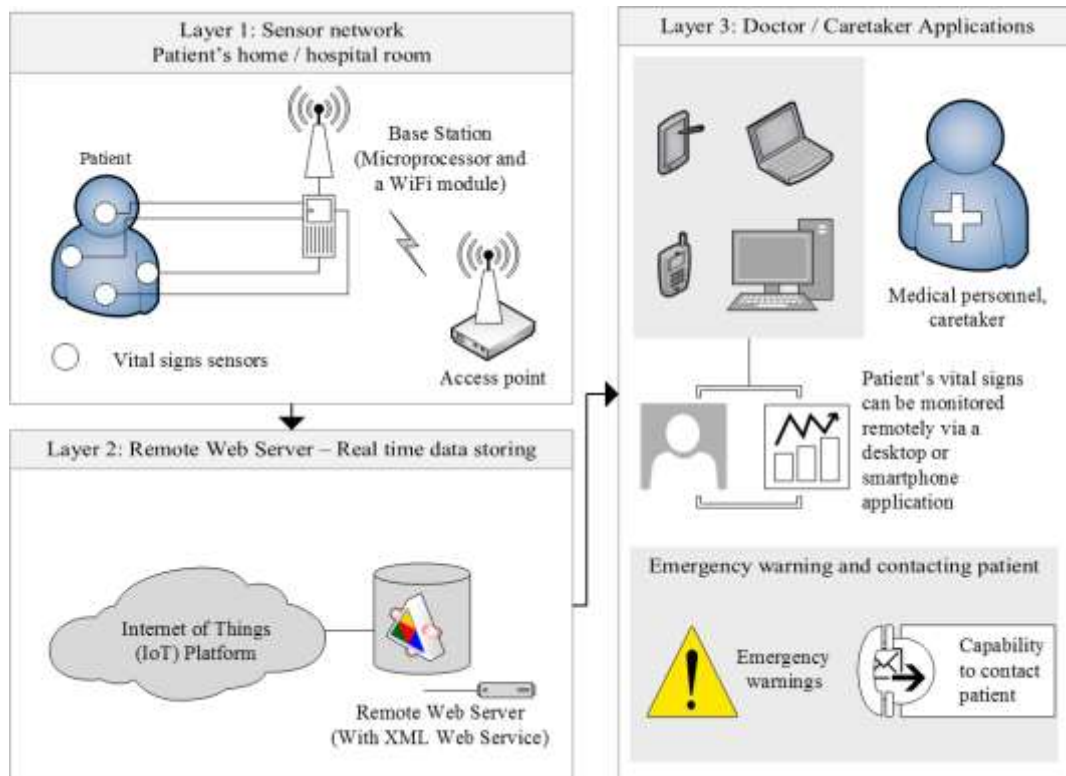 Layer 1: Sensor network
Patient's home / hospital room
Patient
Base Station
(Microprocessor and
a WiFi module)
Vital signs sensors
Access point
Layer 2: Remote Web Server – Real time data storing
Internet of Things
(IoT) Platform
Remote Web Server
(With XML Web Service)
Layer 3: Doctor / Caretaker Applications
Medical personnel,
caretaker
Patient's vital signs
can be monitored
remotely via a
desktop or
smartphone
application
Emergency warning and contacting patient
Emergency
warnings
Capability
to contact
patient